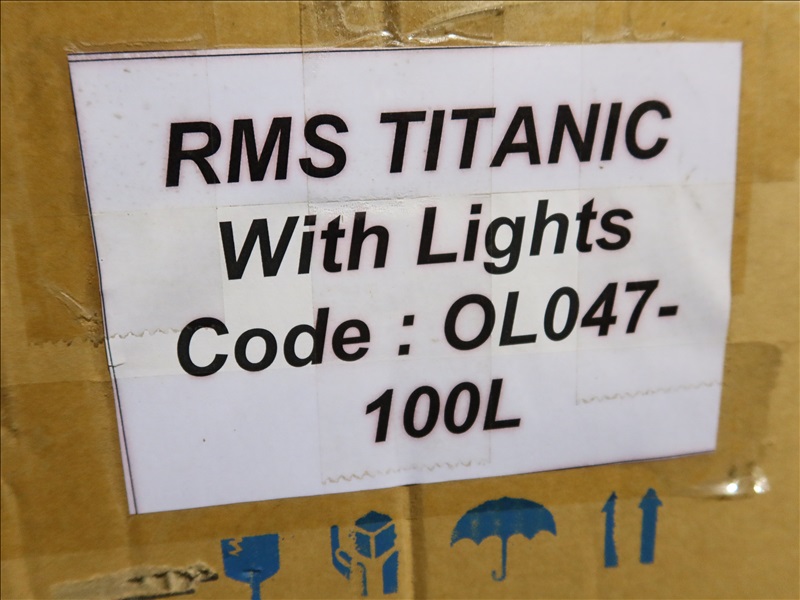 RMS TITANIC
With Lights
Code : OL047-
100L